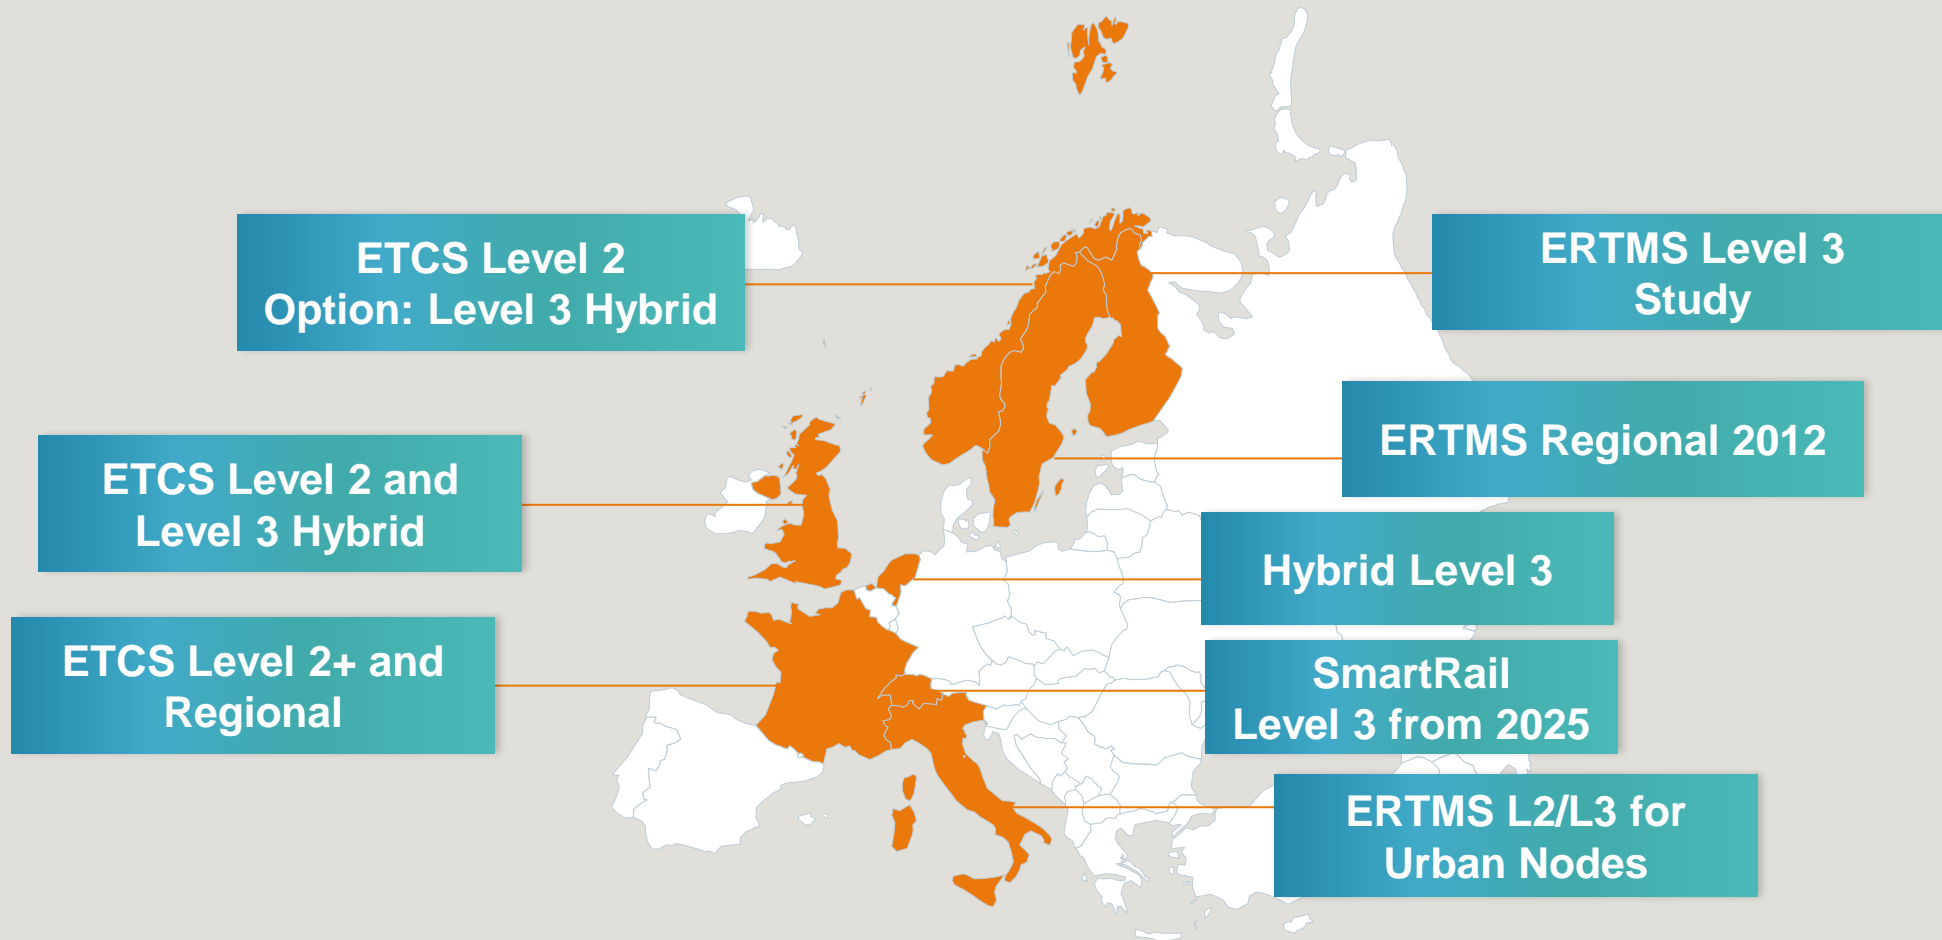 ETCS Level 2
Option: Level 3 Hybrid
ERTMS Level 3
Study
ERTMS Regional 2012
ETCS Level 2 and
Level 3 Hybrid
Hybrid Level 3
ETCS Level 2+ and
Regional
SmartRail
Level 3 from 2025
ERTMS L2/L3 for
Urban Nodes